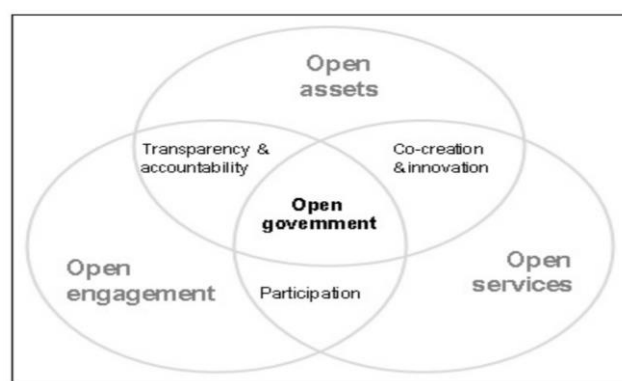 Open
assets
Transparency &
accountability
Co-creation
&innovation
Open
government
Open
engagement
Participation
Open
services